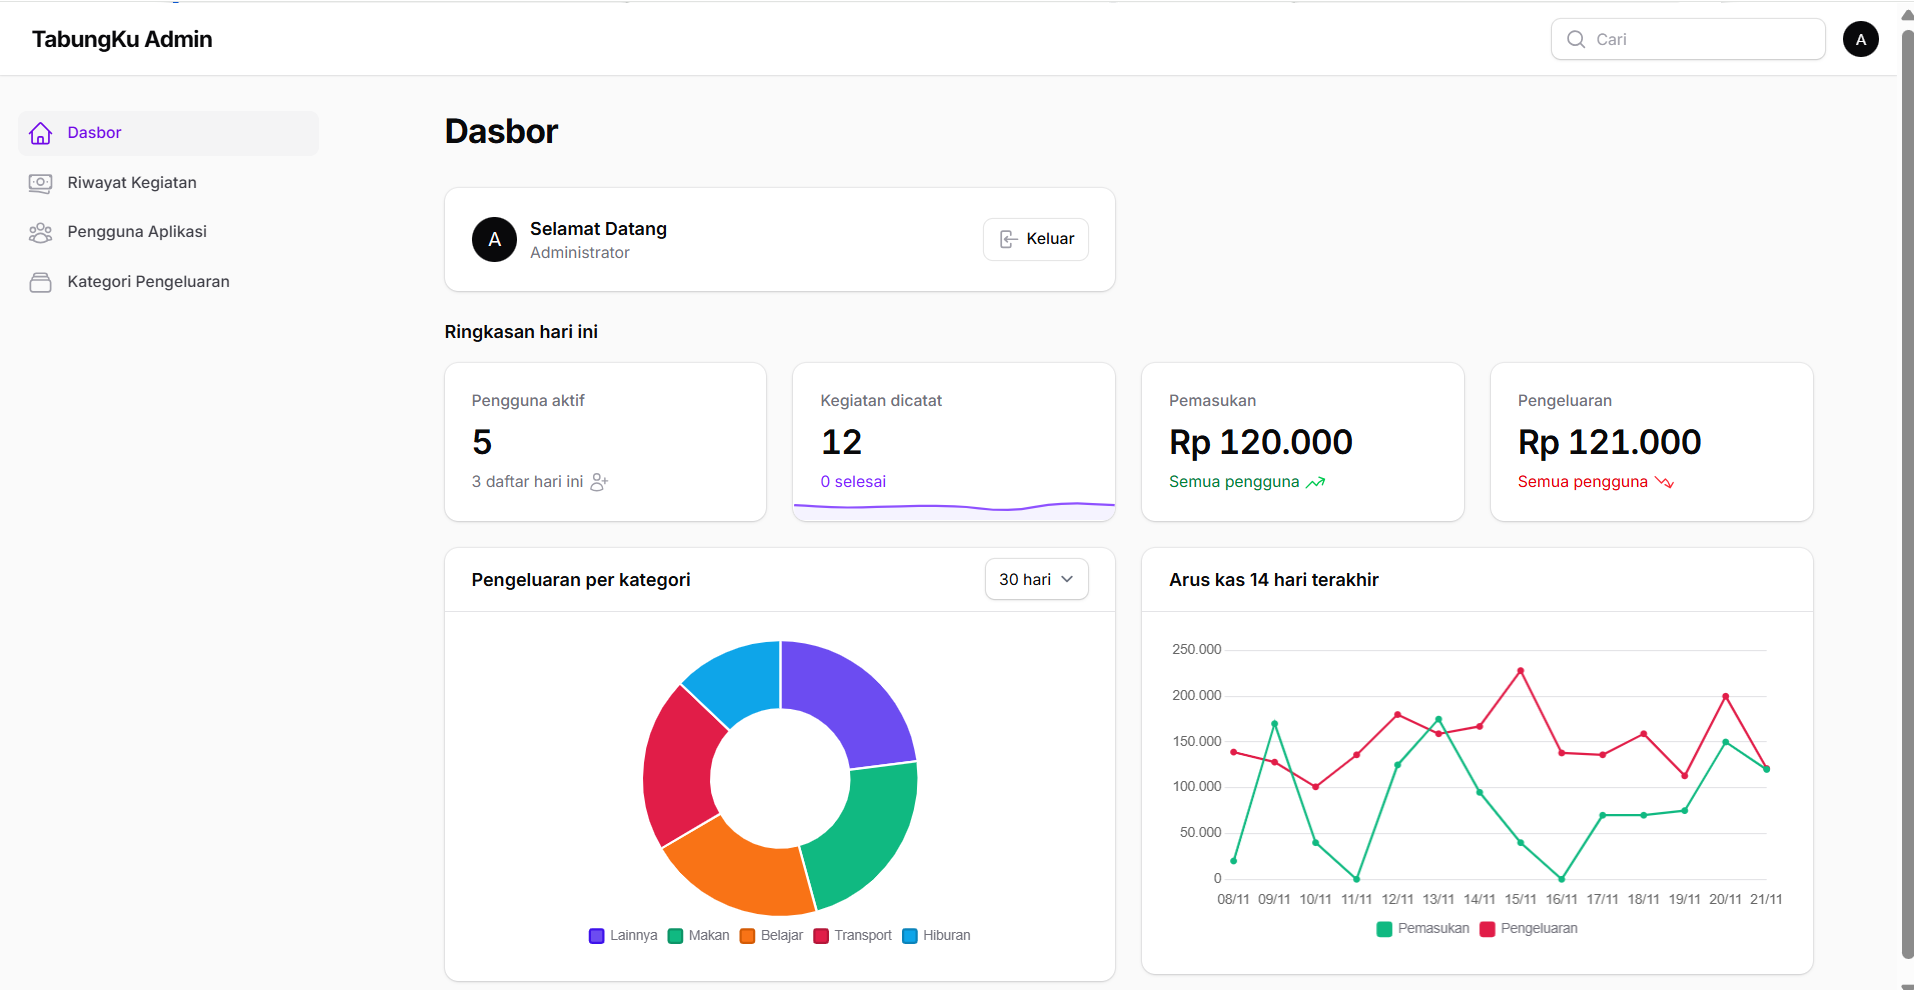 TabungKu Admin
Cari
A
Dasbor
Riwayat Kegiatan
Pengguna Aplikasi
Kategori Pengeluaran
Dasbor
A
Selamat Datang
Administrator
Keluar
Ringkasan hari ini
Pengguna aktif
5
3 daftar hari ini
Kegiatan dicatat
12
0 selesai
Pemasukan
Rp 120.000
Semua pengguna
Pengeluaran
Rp 121.000
Semua pengguna
Pengeluaran per kategori
30 hari
Lainnya Makan Belajar Transport Hiburan
Arus kas 14 hari terakhir
250.000
200.000
150.000
100.000
50.000
0
08/11 09/11 10/11 11/11 12/11 13/11 14/11 15/11 16/11 17/11 18/11 19/11 20/11 21/11
Pemasukan Pengeluaran